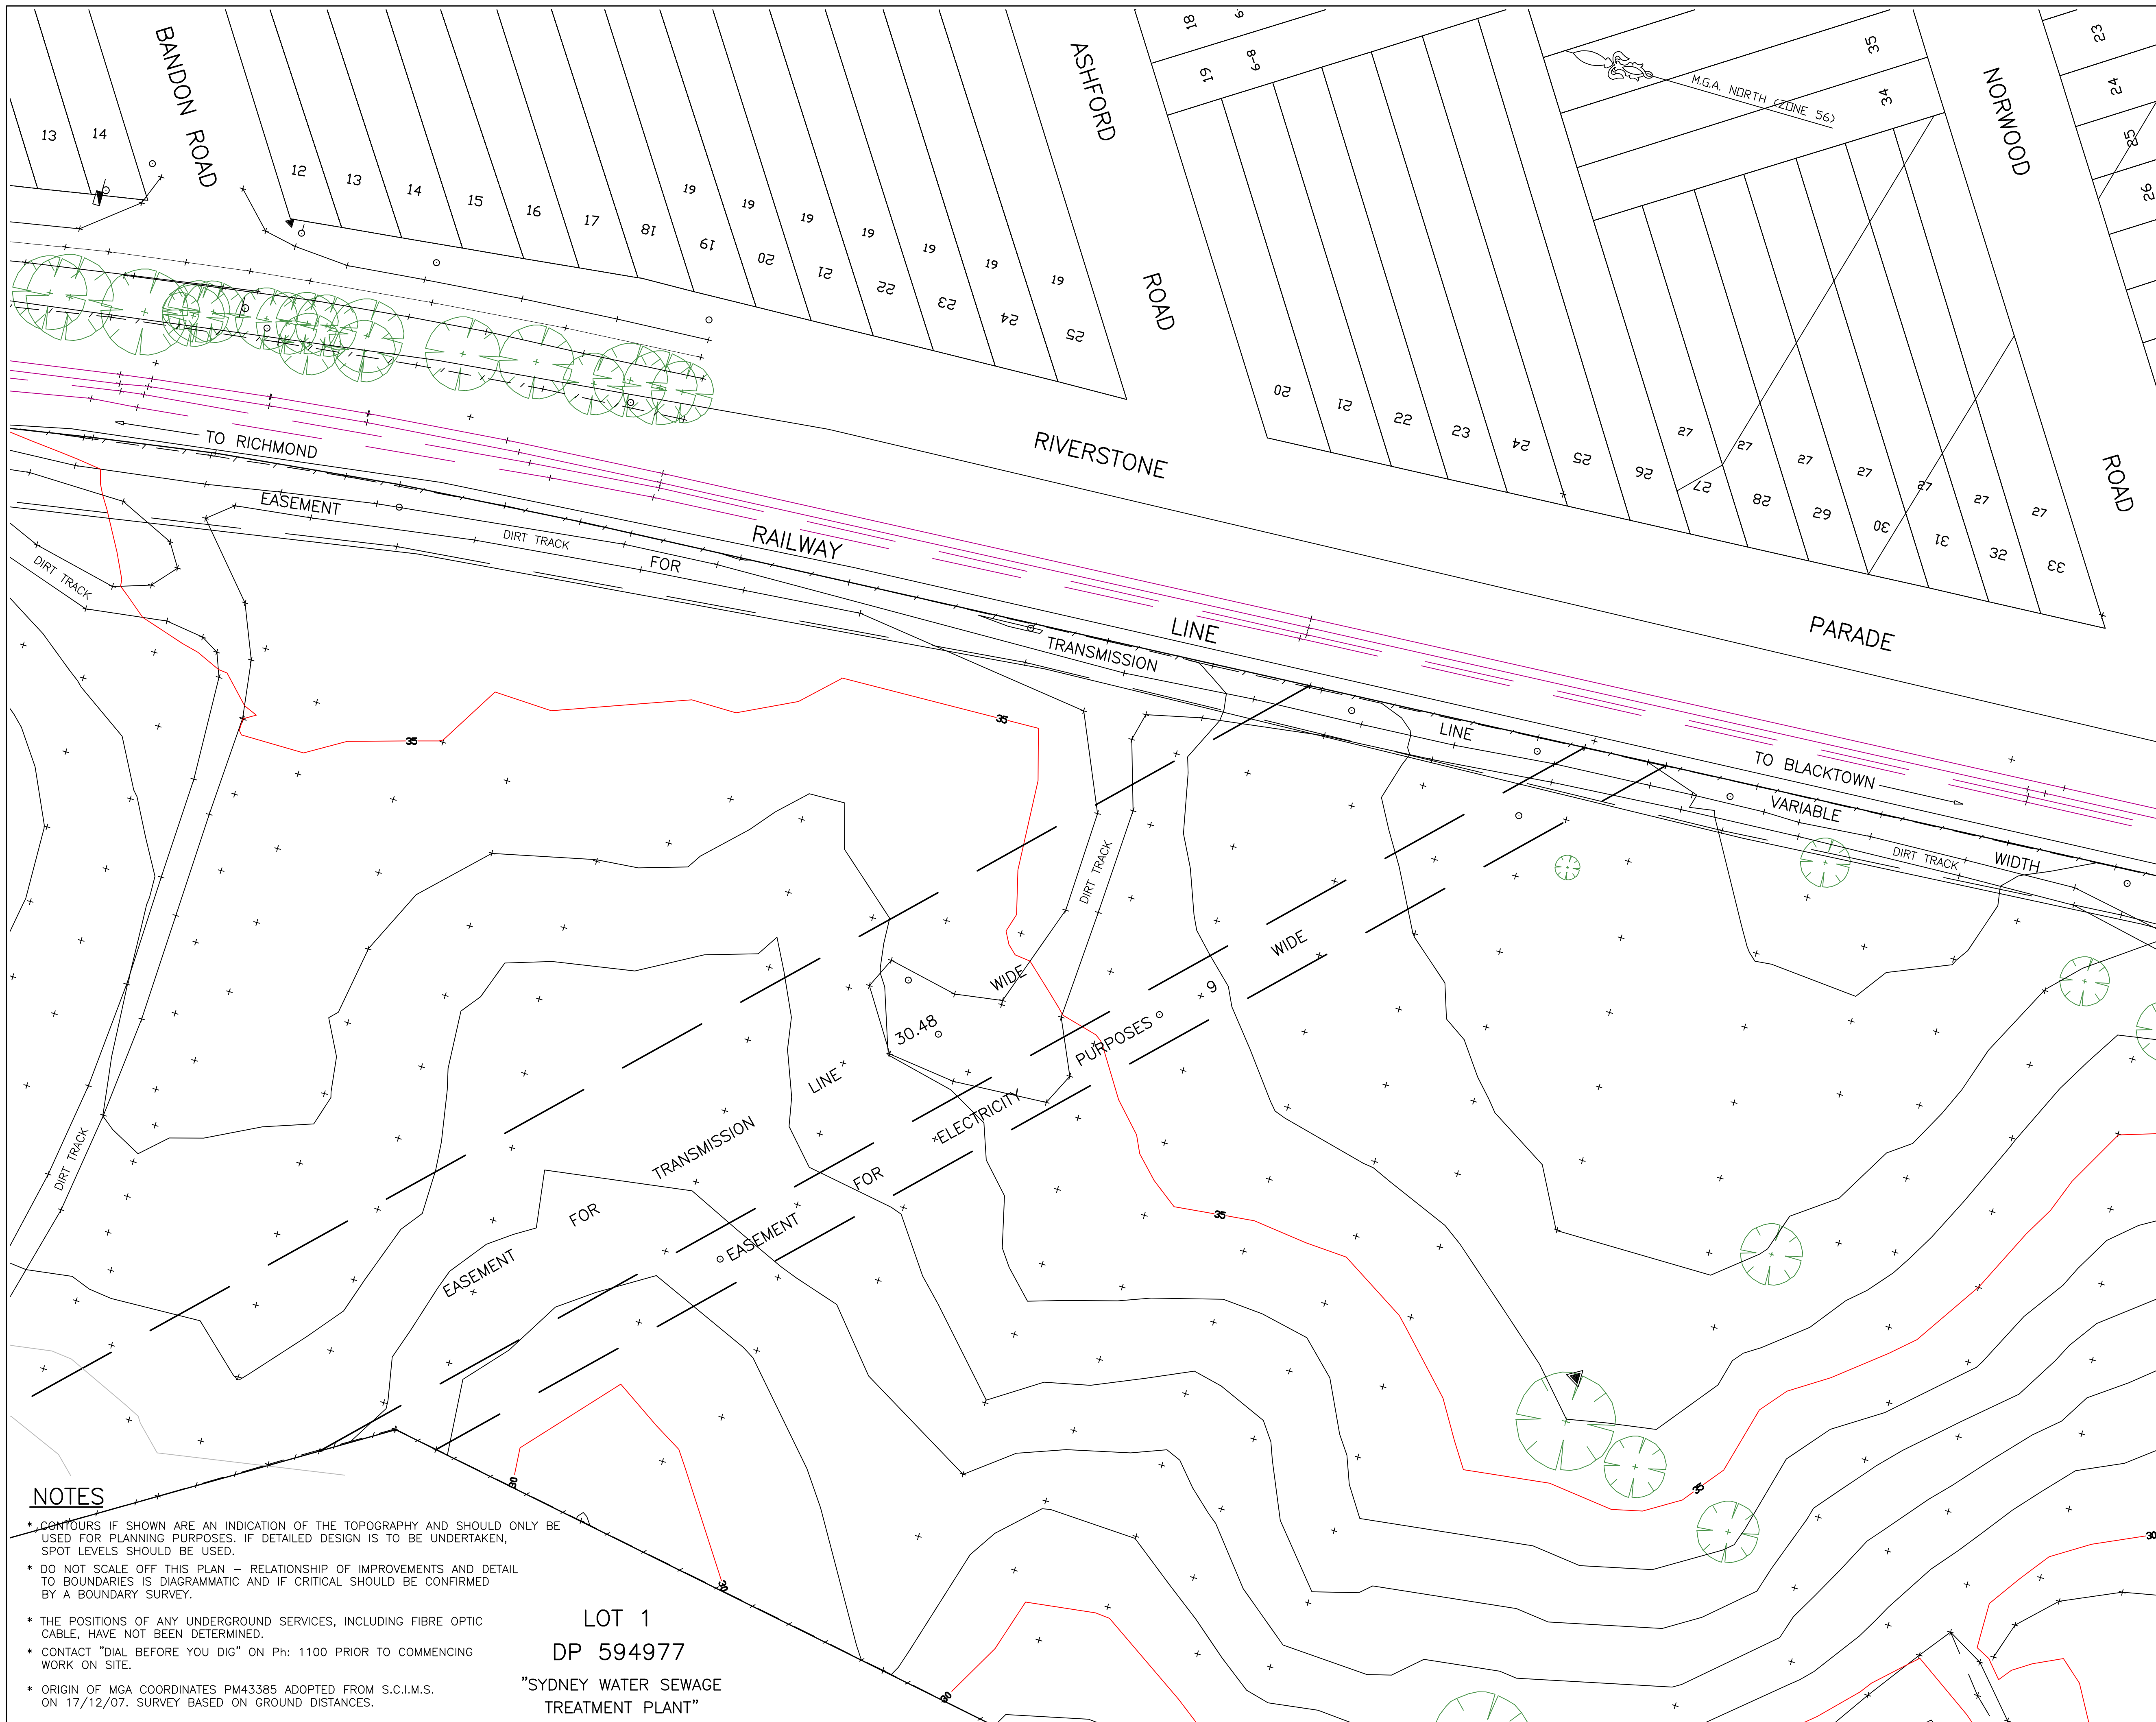 BANDON ROAD
ASHFORD
ROAD
NORWOOD
ROAD
M.G.A. NORTH (ZONE 56)
18
19
6-8
35
34
23
24
25
26
13
14
12
13
14
15
16
17
18
19
20
21
22
23
24
25
19
19
19
19
19
19
19
20
21
22
23
24
25
26
27
28
29
30
31
32
33
27
27
27
27
27
27
27
RIVERSTONE
PARADE
TO RICHMOND
RAILWAY
LINE
TO BLACKTOWN
EASEMENT
FOR
TRANSMISSION
LINE
VARIABLE
WIDTH
DIRT TRACK
DIRT TRACK
DIRT TRACK
DIRT TRACK
DIRT TRACK
35
35
35
30
30
30
30
EASEMENT
FOR
TRANSMISSION
LINE
30.48
WIDE
EASEMENT
FOR
ELECTRICITY
PURPOSES
9
WIDE
NOTES
* CONTOURS IF SHOWN ARE AN INDICATION OF THE TOPOGRAPHY AND SHOULD ONLY BE
USED FOR PLANNING PURPOSES. IF DETAILED DESIGN IS TO BE UNDERTAKEN,
SPOT LEVELS SHOULD BE USED.
* DO NOT SCALE OFF THIS PLAN – RELATIONSHIP OF IMPROVEMENTS AND DETAIL
TO BOUNDARIES IS DIAGRAMMATIC AND IF CRITICAL SHOULD BE CONFIRMED
BY A BOUNDARY SURVEY.
* THE POSITIONS OF ANY UNDERGROUND SERVICES, INCLUDING FIBRE OPTIC
CABLE, HAVE NOT BEEN DETERMINED.
* CONTACT "DIAL BEFORE YOU DIG" ON Ph: 1100 PRIOR TO COMMENCING
WORK ON SITE.
* ORIGIN OF MGA COORDINATES PM43385 ADOPTED FROM S.C.I.M.S.
ON 17/12/07. SURVEY BASED ON GROUND DISTANCES.
LOT 1
DP 594977
"SYDNEY WATER SEWAGE
TREATMENT PLANT"